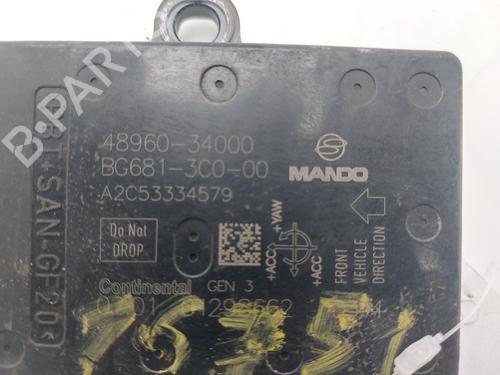 48960-34000
BG681-3C0-00
A2C53334579
MANDO
Do Not
DROP
+YAW
+ACC
+ACC
FRONT
VEHICLE
DIRECTION
Continental
GEN 3
B-Parts